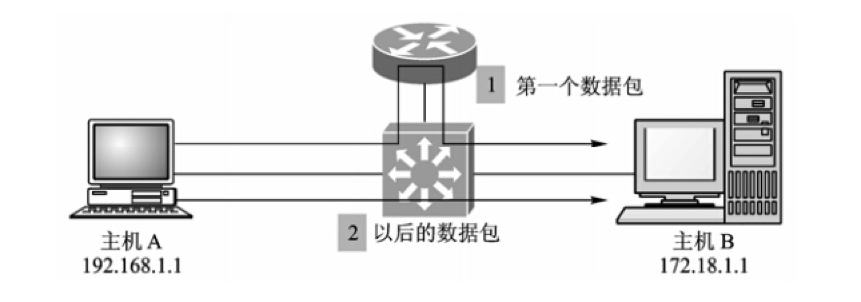 1 第一个数据包
2 以后的数据包
主机 A
192.168.1.1
主机 B
172.18.1.1